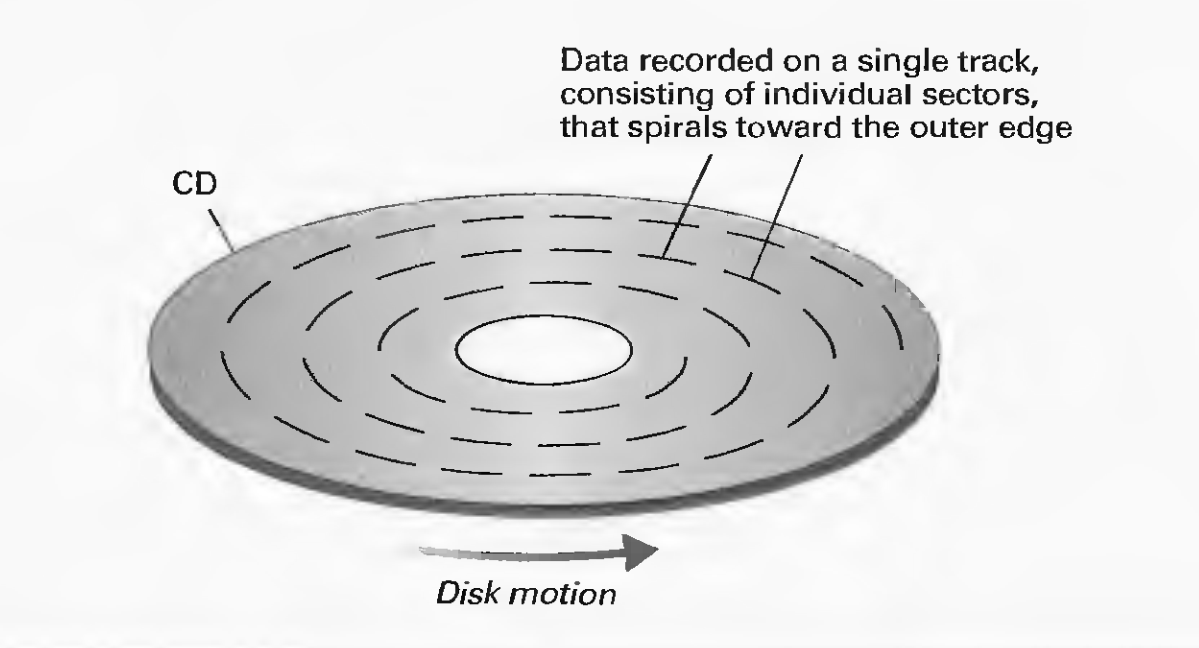 Data recorded on a single track,
consisting of individual sectors,
that spirals toward the outer edge
CD
Disk motion